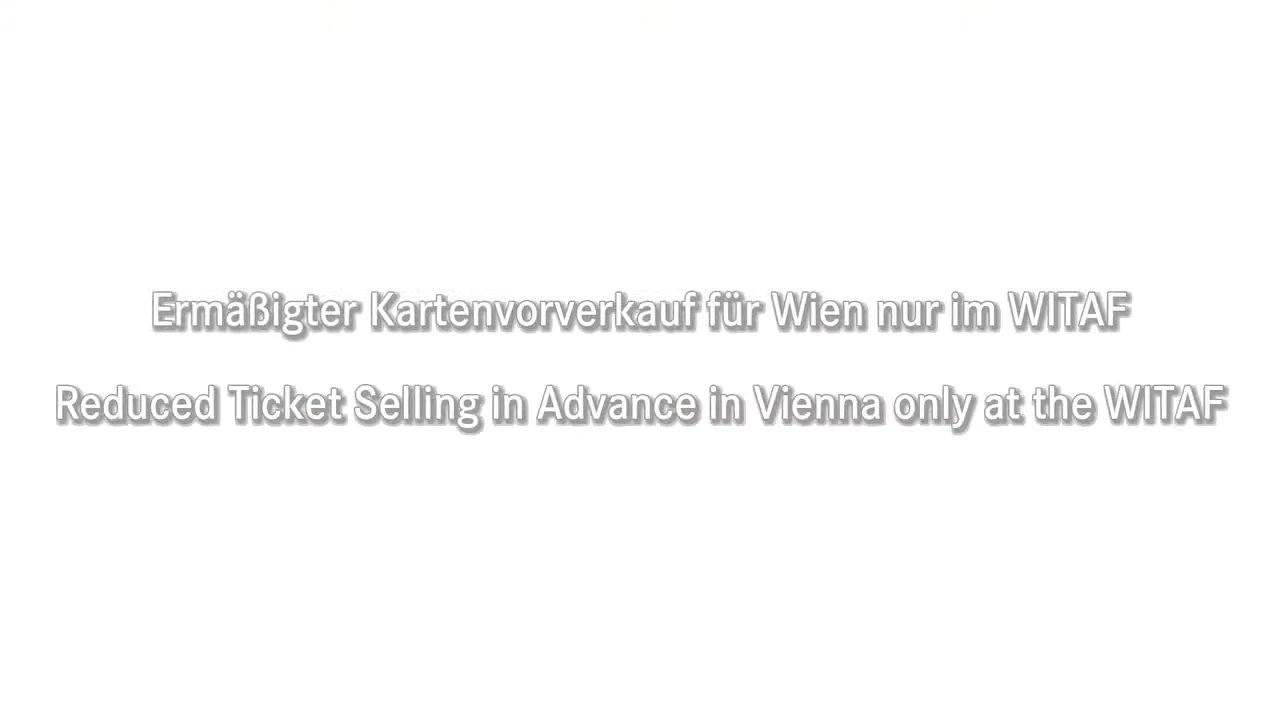 Ermäßigter Kartenvorverkauf für Wien nur im WITAF
Reduced Ticket Selling in Advance in Vienna only at the WITAF